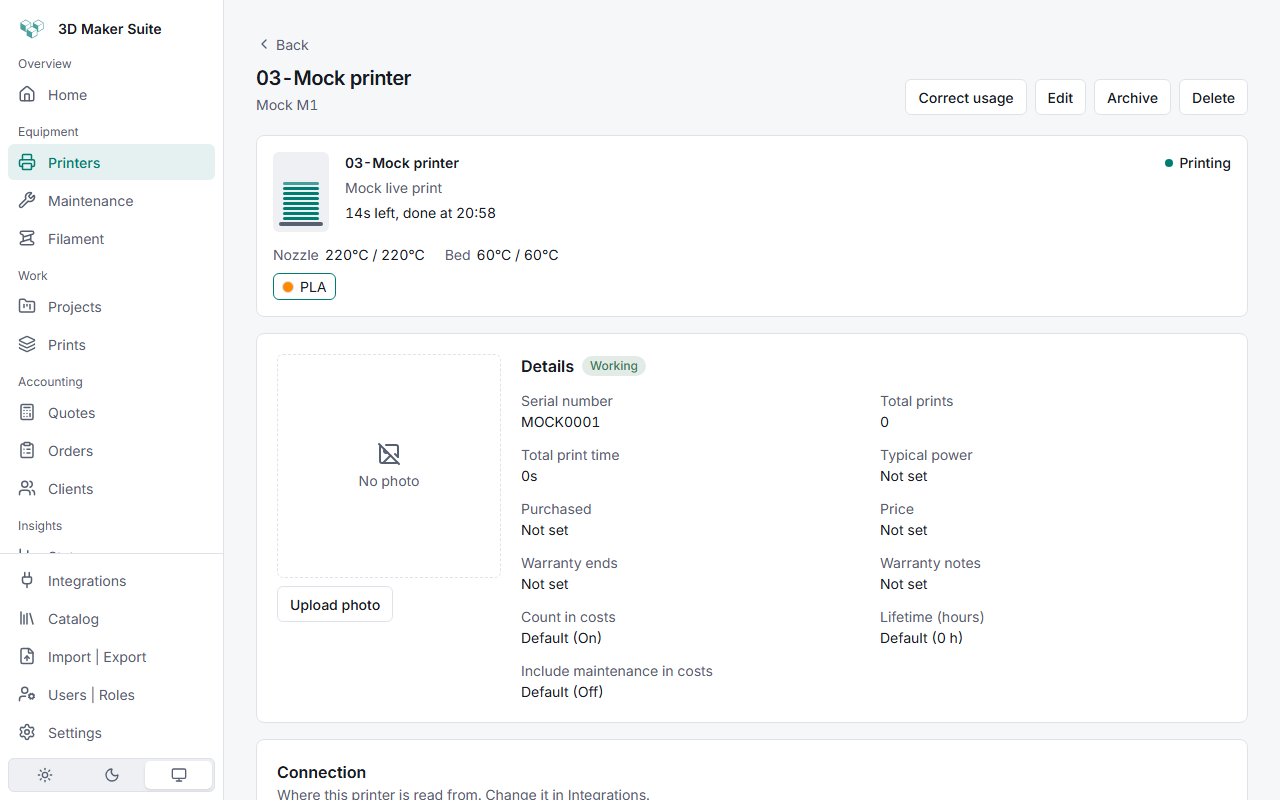 3D Maker Suite
Overview
Home
Equipment
Printers
Maintenance
Filament
Work
Projects
Prints
Accounting
Quotes
Orders
Clients
Insights
Integrations
Catalog
Import | Export
Users | Roles
Settings
Back
03-Mock printer
Mock M1
Correct usage
Edit
Archive
Delete
03-Mock printer
Printing
Mock live print
14s left, done at 20:58
Nozzle 220°C / 220°C Bed 60°C / 60°C
PLA
No photo
Upload photo
Details Working
Serial number
MOCK0001
Total prints
0
Total print time
0s
Typical power
Not set
Purchased
Not set
Price
Not set
Warranty ends
Not set
Warranty notes
Not set
Count in costs
Default (On)
Lifetime (hours)
Default (0 h)
Include maintenance in costs
Default (Off)
Connection
Where this printer is read from. Change it in Integrations.